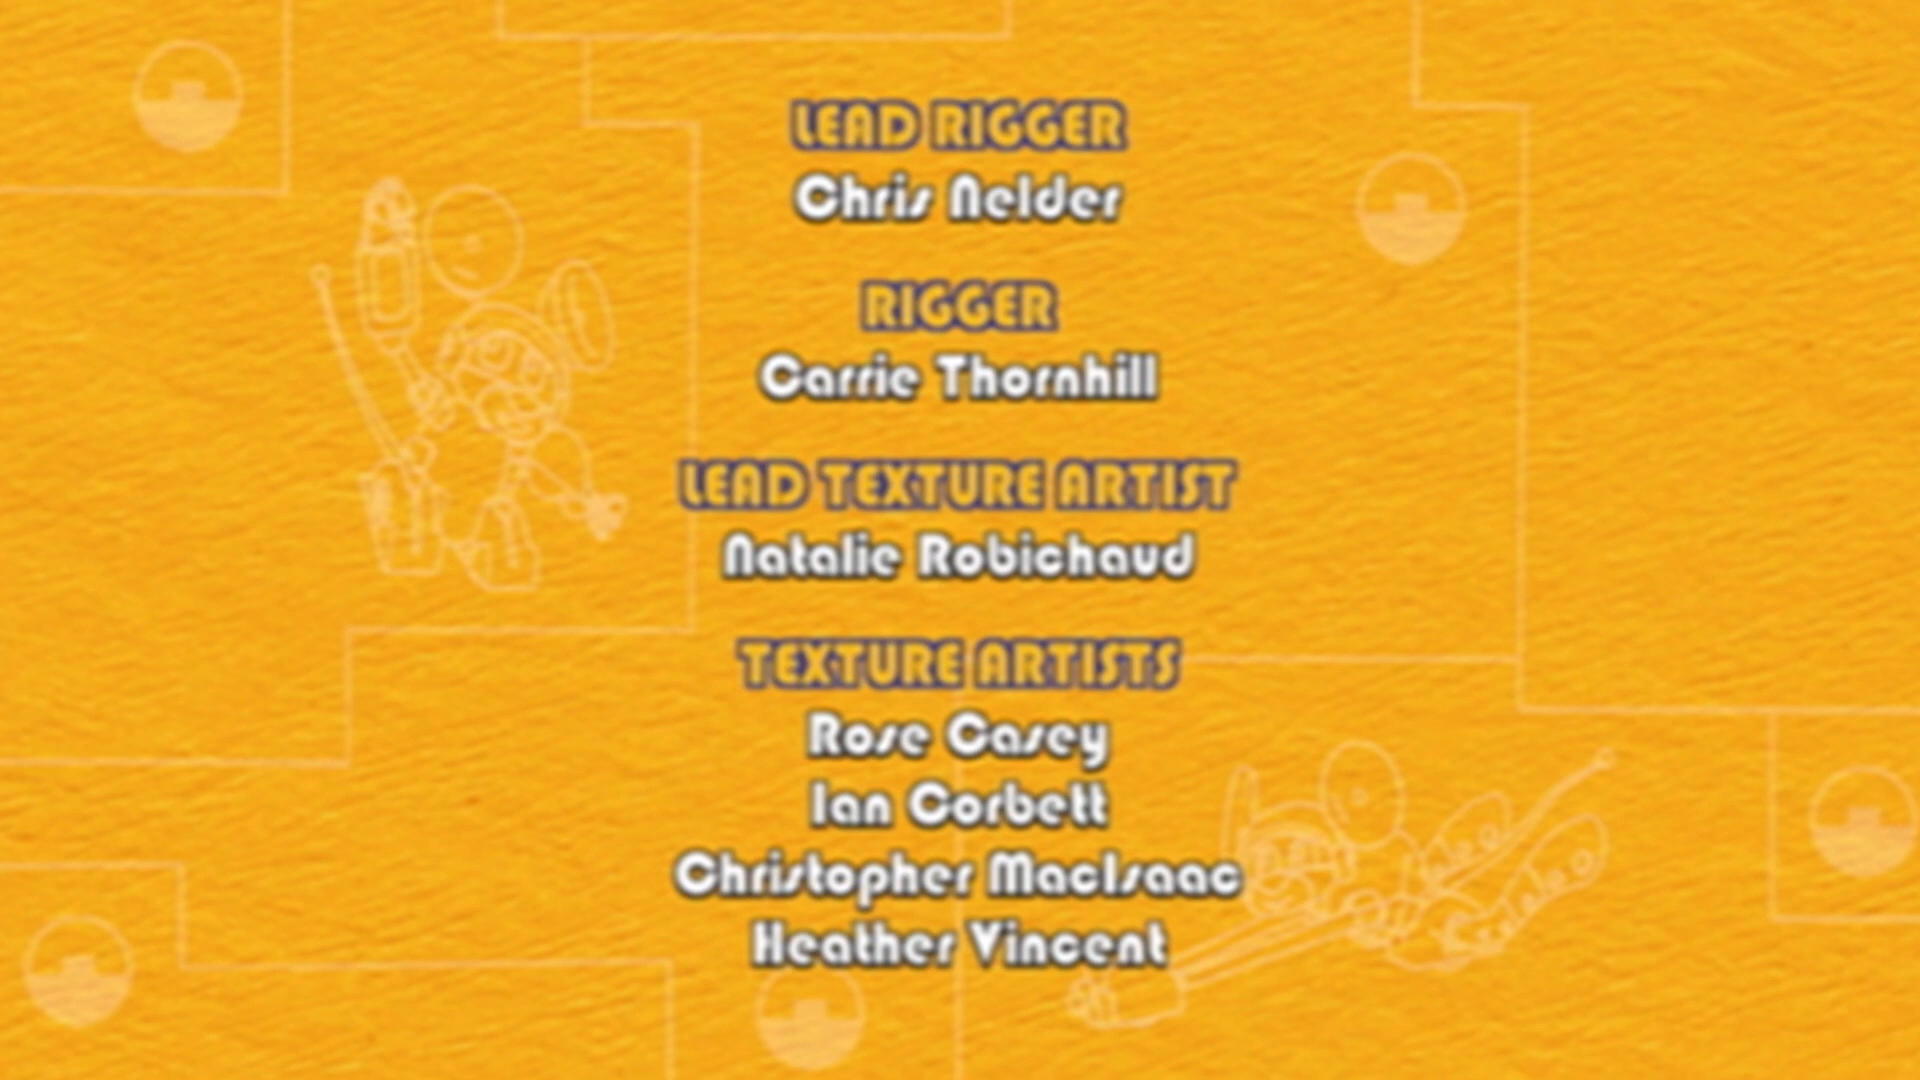 LEAD RIGGER
Chris Nelder
RIGGER
Carrie Thornhill
LEAD TEXTURE ARTIST
Natalie Robichaud
TEXTURE ARTISTS
Rose Casey
Ian Corbett
Christopher MacIsaac
Heather Vincent